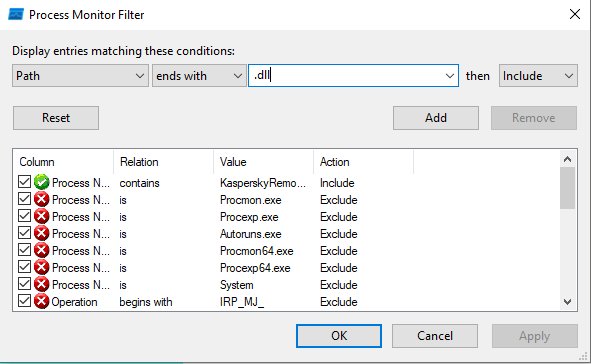 Process Monitor Filter
Display entries matching these conditions:
Path ends with .dll then Include
Reset Add Remove
Column Relation Value Action
Process N... contains KasperskyRemo... Include
Process N... is Procmon.exe Exclude
Process N... is Procexp.exe Exclude
Process N... is Autoruns.exe Exclude
Process N... is Procmon64.exe Exclude
Process N... is Procexp64.exe Exclude
Process N... is System Exclude
Operation begins with IRP_MJ_ Exclude
OK Cancel Apply